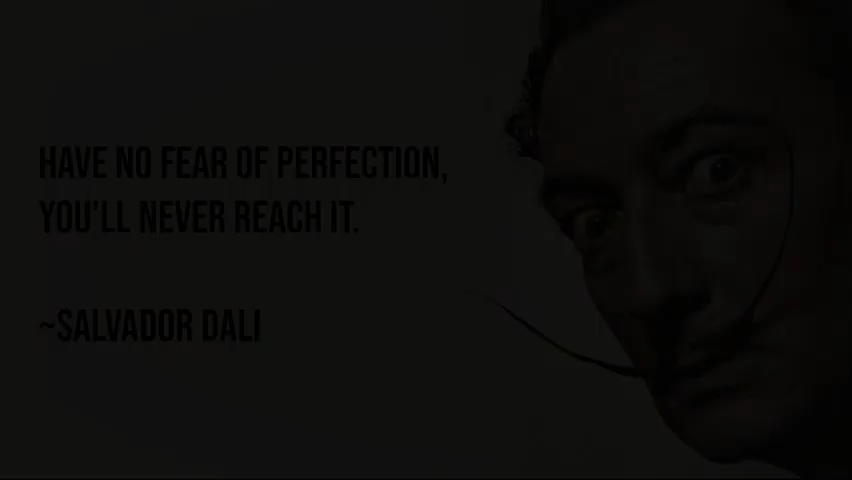 HAVE NO FEAR OF PERFECTION,
YOU'LL NEVER REACH IT.
~SALVADOR DALI